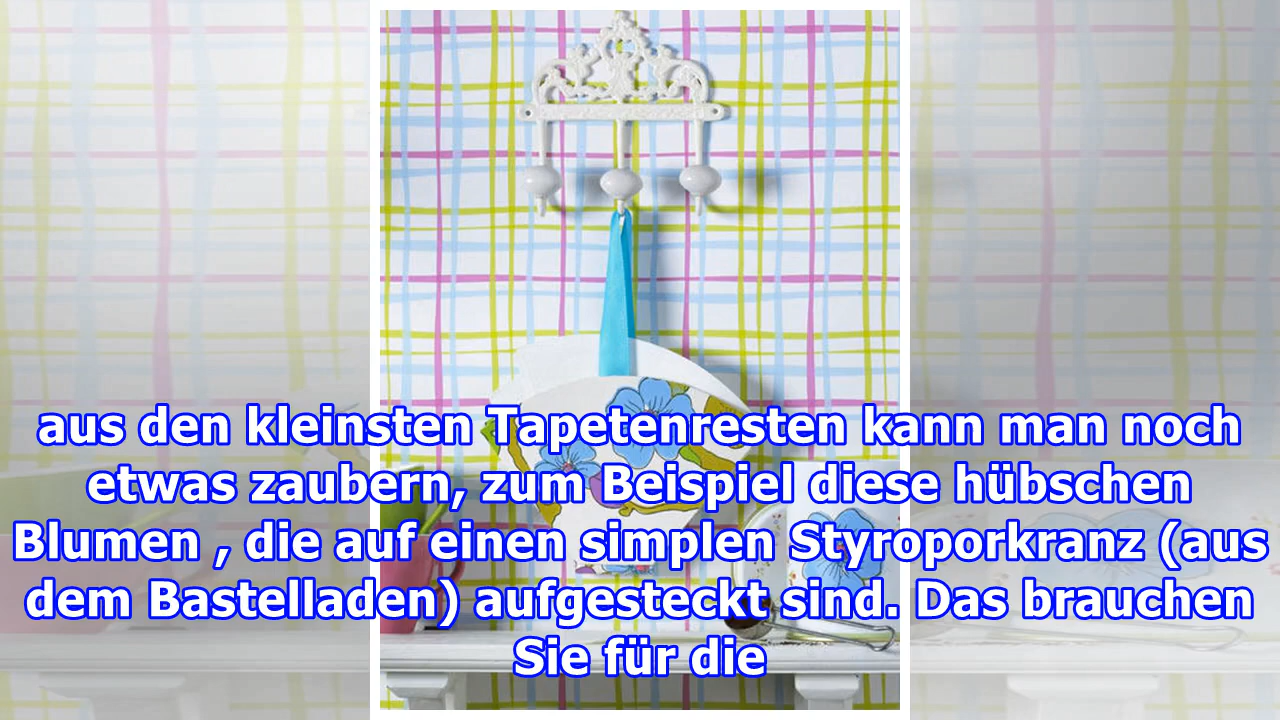 aus den kleinsten Tapetenresten kann man noch
etwas zaubern, zum Beispiel diese hübschen
Blumen , die auf einen simplen Styroporkranz (aus
dem Bastelladen) aufgesteckt sind. Das brauchen
Sie für die